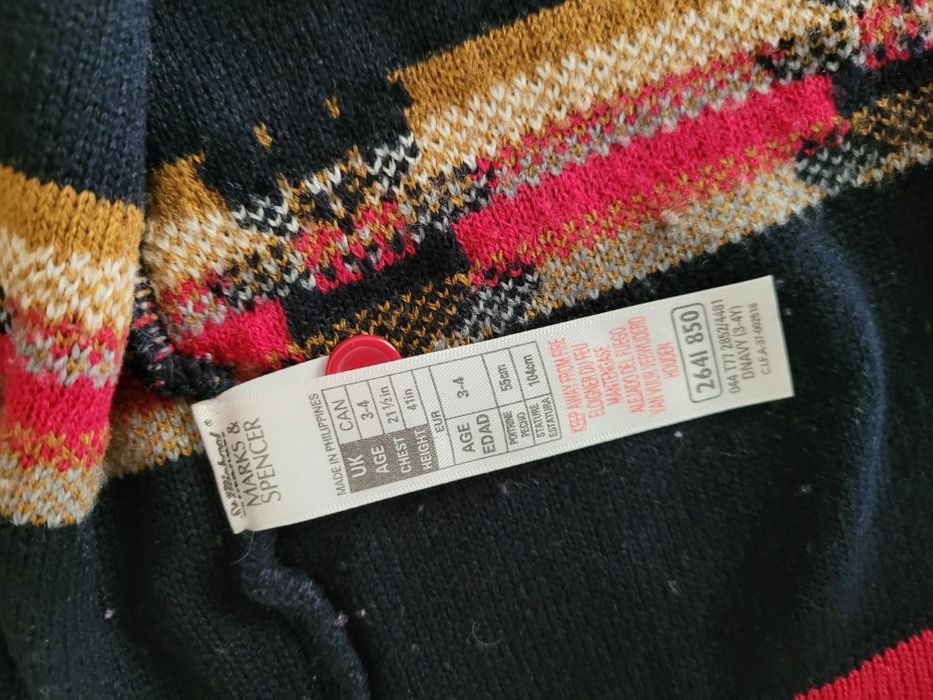 St Michael®
MARKS &
SPENCER
MADE IN PHILIPPINES
UK CAN
AGE 3-4
CHEST 21½in
HEIGHT 41in
EUR
AGE
EDAD 3-4
POITRINE
PECHO 55cm
STATURE
ESTATURA 104cm
KEEP AWAY FROM FIRE
ELOIGNER DU FEU
MANTENGASE
ALEJADO DE FUEGO
VAN VUUR VERWIJDERD
HOUDEN
2641 850
044 T77 2852/4481
DNAVY (3-4Y)